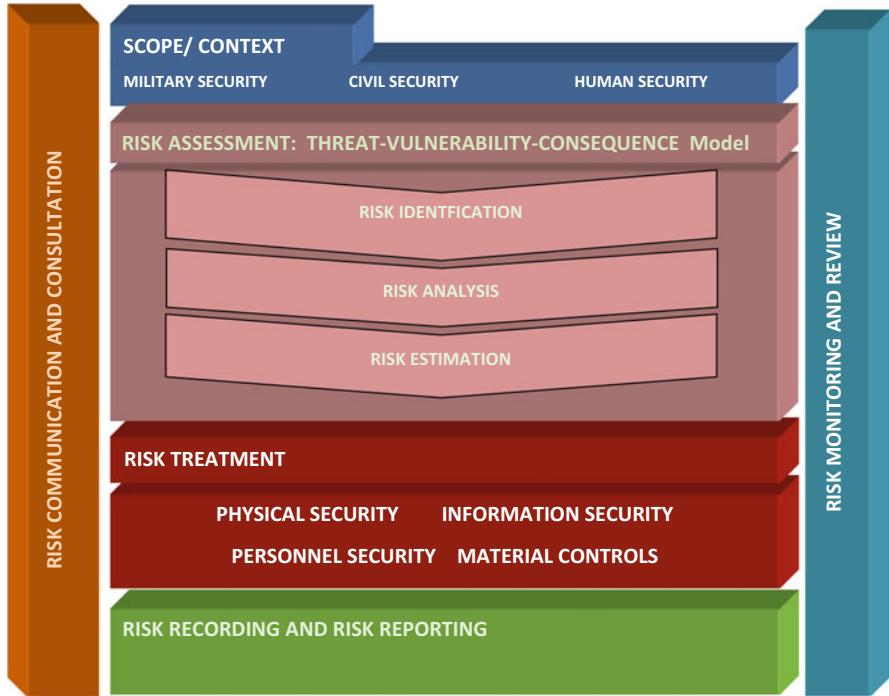 RISK COMMUNICATION AND CONSULTATION
SCOPE/ CONTEXT
MILITARY SECURITY CIVIL SECURITY HUMAN SECURITY
RISK ASSESSMENT: THREAT-VULNERABILITY-CONSEQUENCE Model
RISK IDENTFICATION
RISK ANALYSIS
RISK ESTIMATION
RISK TREATMENT
PHYSICAL SECURITY INFORMATION SECURITY
PERSONNEL SECURITY MATERIAL CONTROLS
RISK RECORDING AND RISK REPORTING
RISK MONITORING AND REVIEW